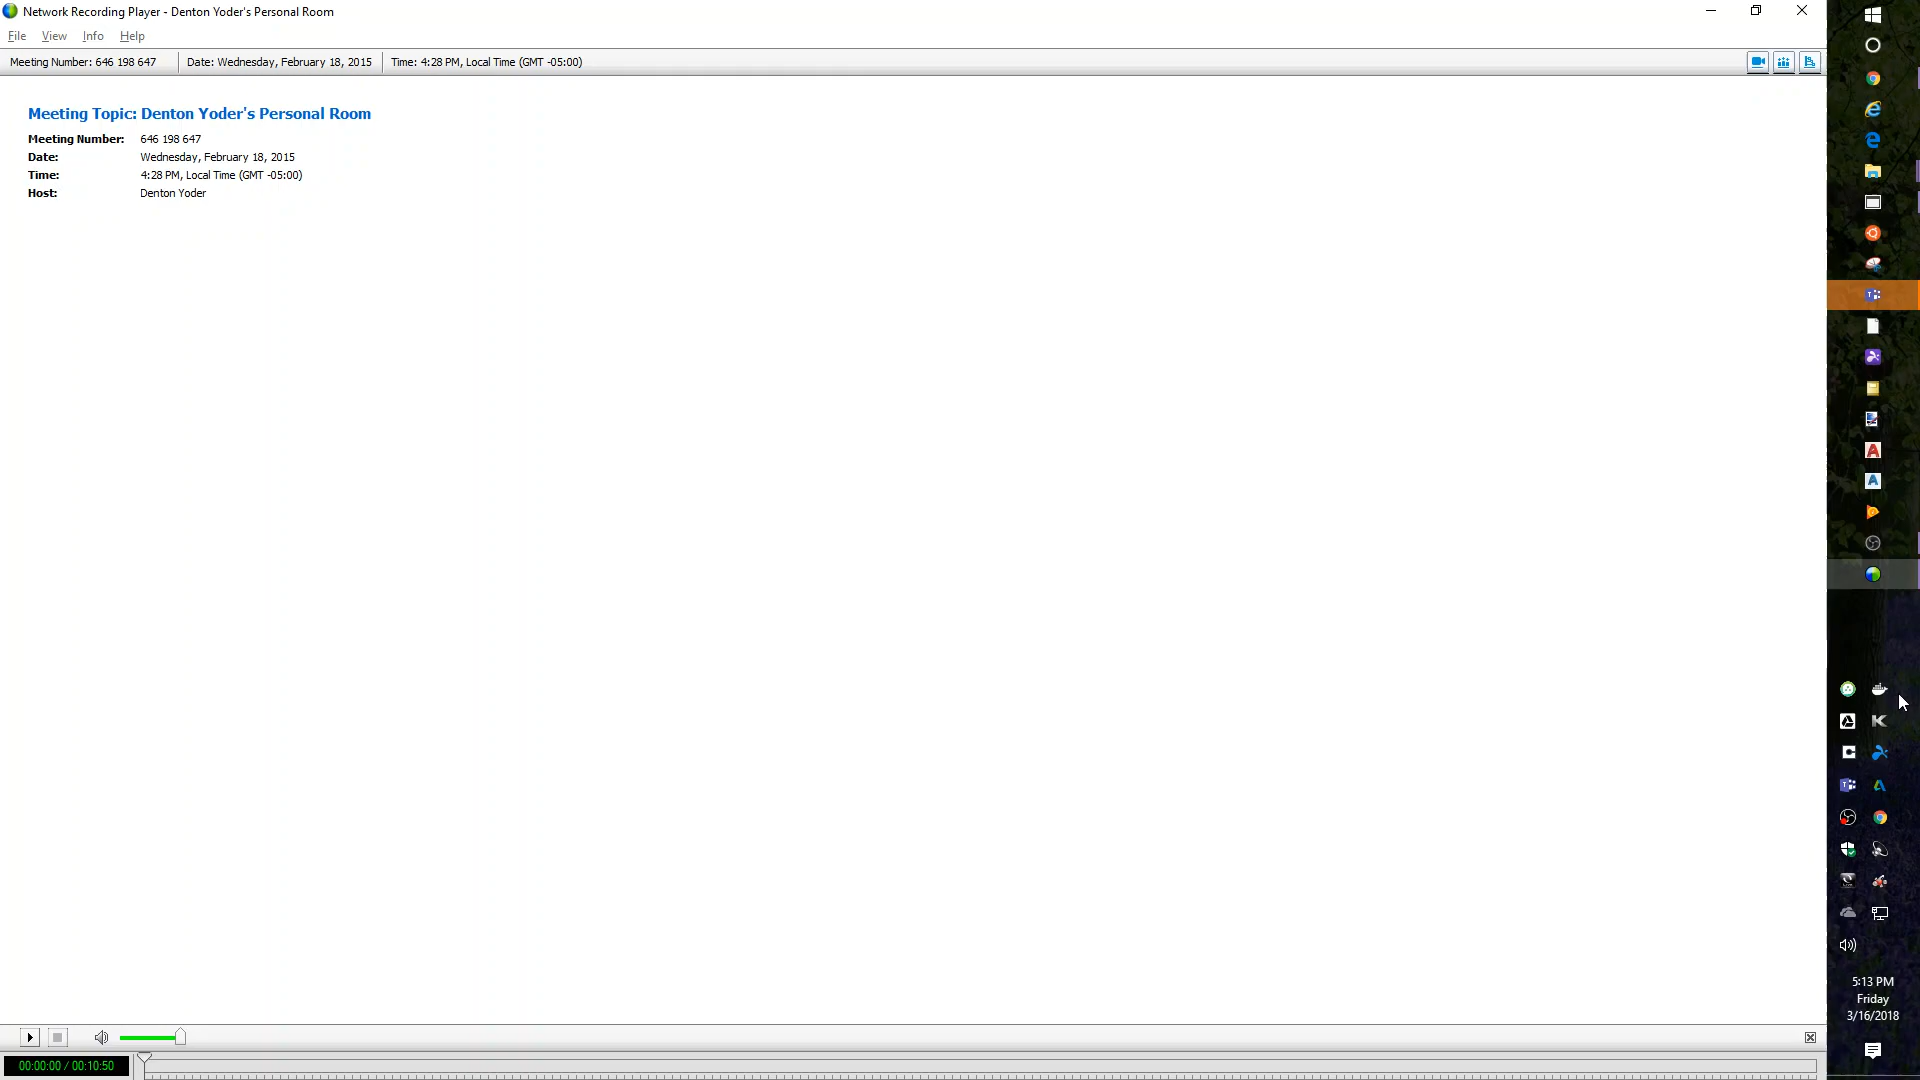 Network Recording Player - Denton Yoder's Personal Room
File View Info Help
Meeting Number: 646 198 647 Date: Wednesday, February 18, 2015 Time: 4:28 PM, Local Time (GMT -05:00)
Meeting Topic: Denton Yoder's Personal Room
Meeting Number: 646 198 647
Date: Wednesday, February 18, 2015
Time: 4:28 PM, Local Time (GMT -05:00)
Host: Denton Yoder
5:13 PM
Friday
3/16/2018
00:00:00 / 00:10:50